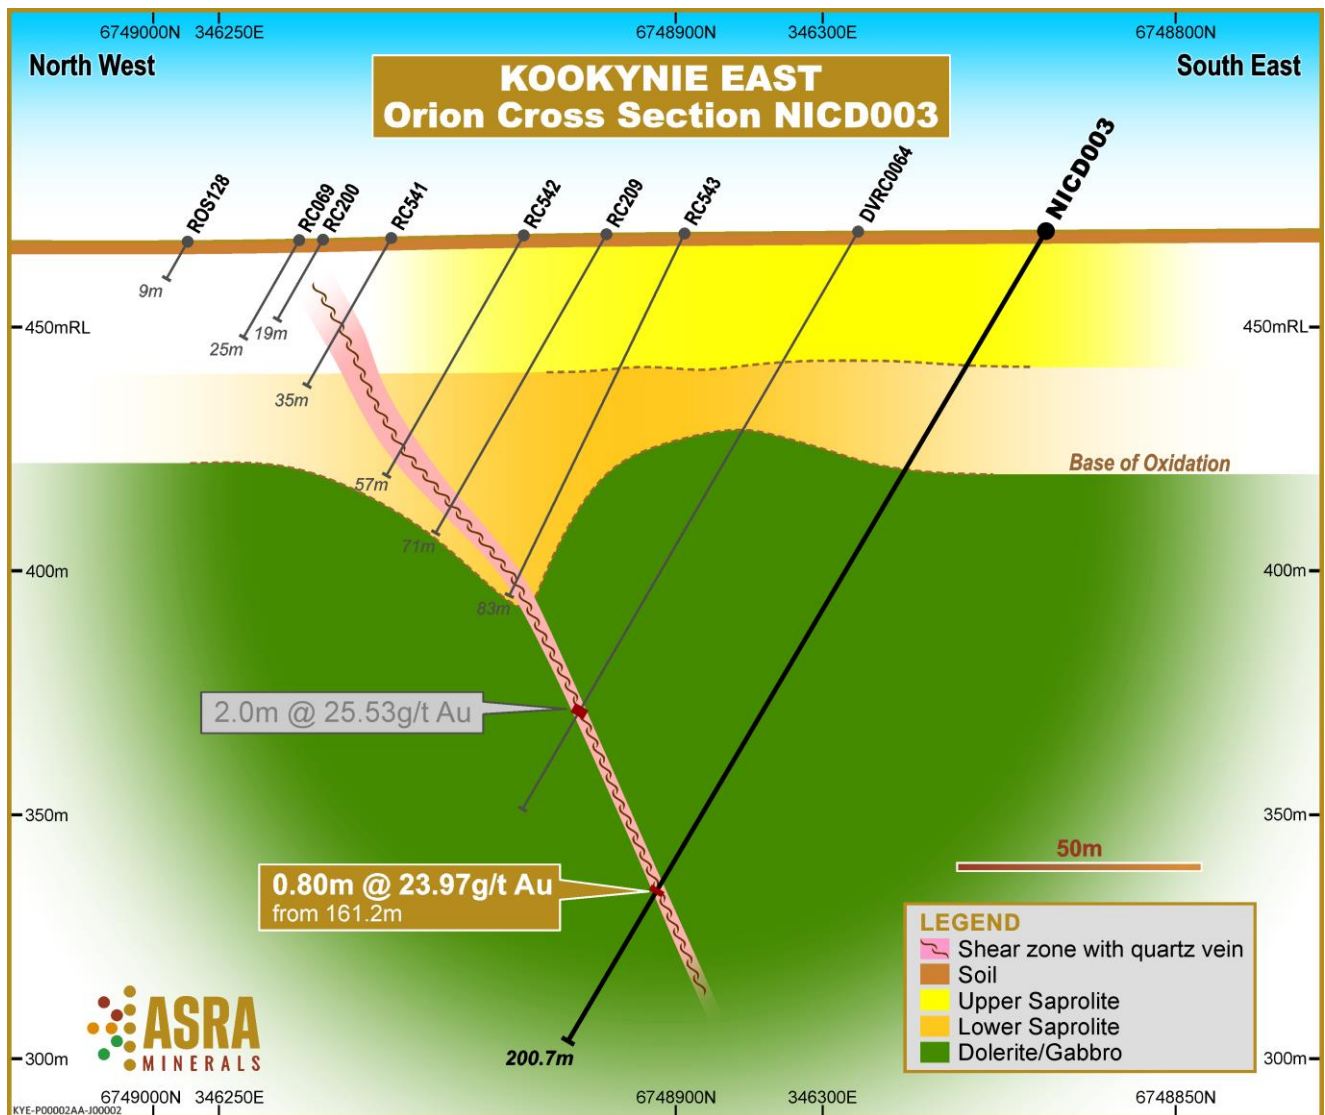 6749000N 346250E 6748900N 346300E 6748800N
North West
South East
KOOKYNIE EAST
Orion Cross Section NICD003
ROS128
RC069
RC200
RC541
RC542
RC209
RC543
DVRC0064
NICD003
9m
25m
19m
35m
57m
71m
83m
450mRL
450mRL
Base of Oxidation
400m
400m
2.0m @ 25.53g/t Au
350m
350m
50m
0.80m @ 23.97g/t Au
from 161.2m
LEGEND
Shear zone with quartz vein
Soil
Upper Saprolite
Lower Saprolite
Dolerite/Gabbro
ASRA
MINERALS
200.7m
300m
300m
6749000N 346250E 6748900N 346300E 6748850N
KYE-P00002AA-J00002